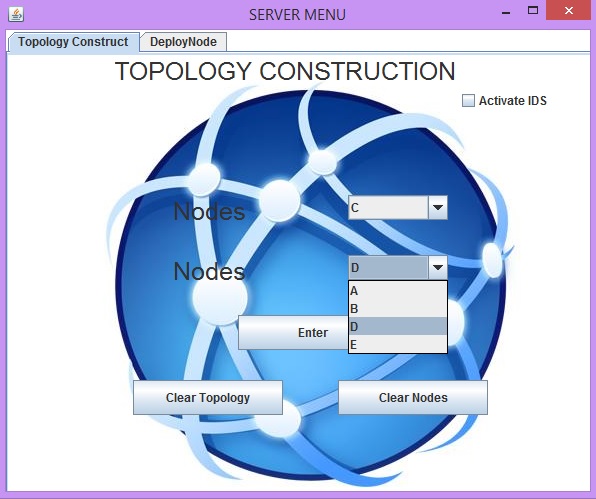 SERVER MENU
Topology Construct
DeployNode
TOPOLOGY CONSTRUCTION
Activate IDS
Nodes
C
Nodes
D
A
B
D
E
Enter
Clear Topology
Clear Nodes